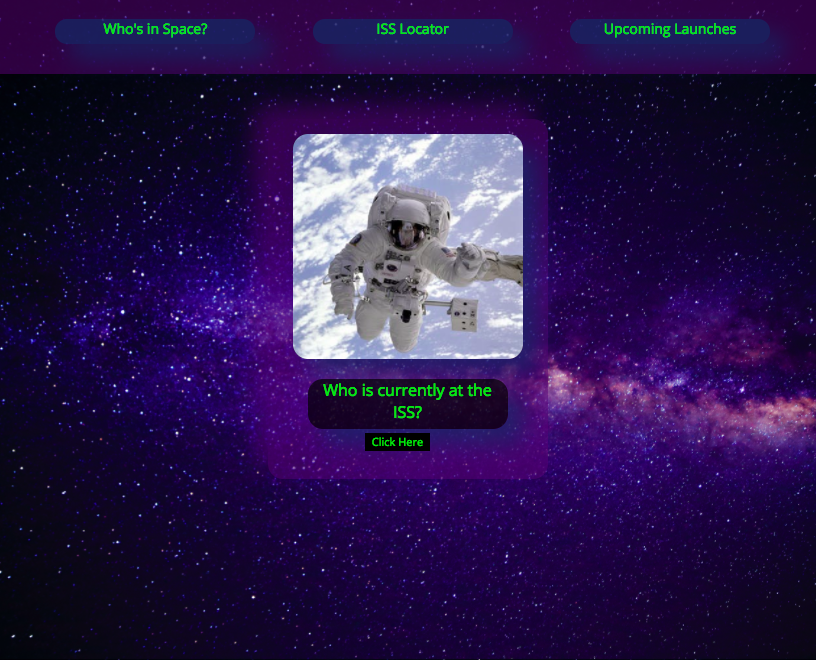 Who's in Space?
ISS Locator
Upcoming Launches
Who is currently at the
ISS?
Click Here